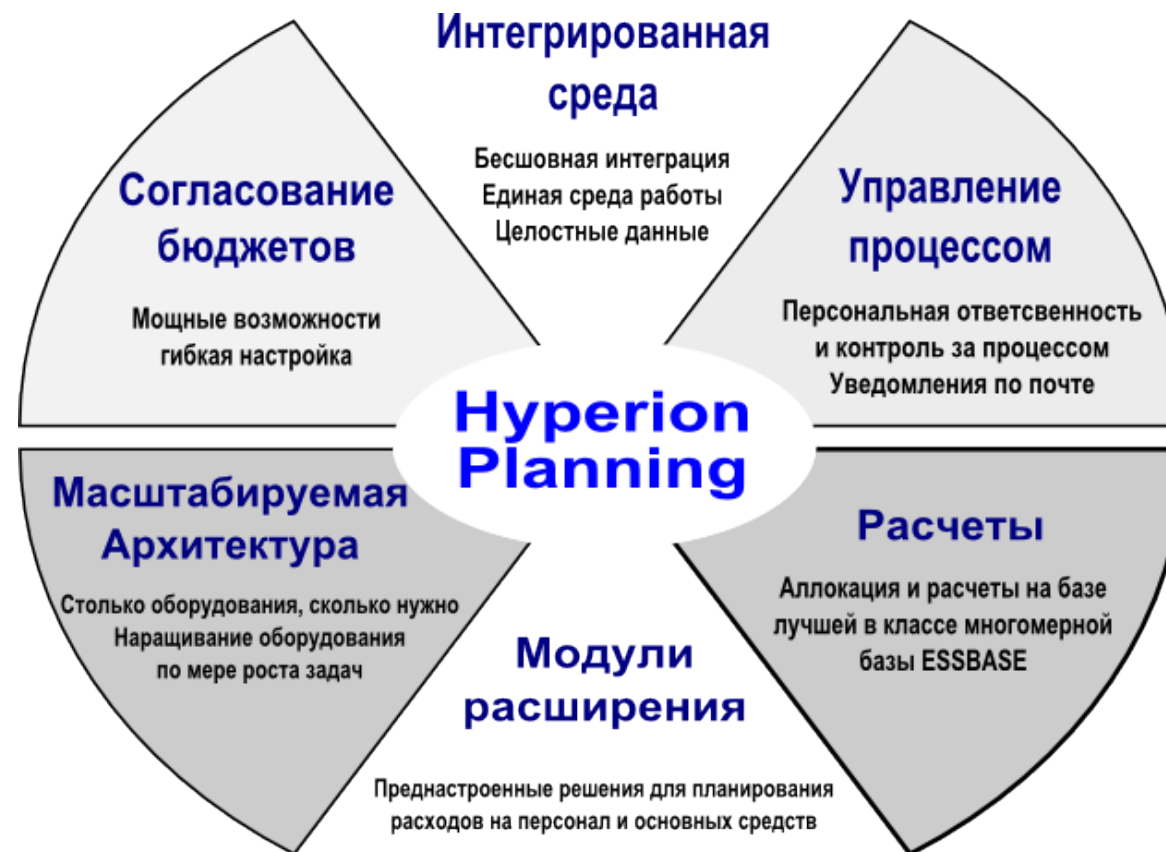 Интегрированная
среда
Бесшовная интеграция
Единая среда работы
Целостные данные
Согласование
бюджетов
Мощные возможности
гибкая настройка
Управление
процессом
Персональная ответсвенность
и контроль за процессом
Уведомления по почте
Hyperion
Planning
Масштабируемая
Архитектура
Столько оборудования, сколько нужно
Наращивание оборудования
по мере роста задач
Расчеты
Аллокация и расчеты на базе
лучшей в классе многомерной
базы ESSBASE
Модули
расширения
Преднастроенные решения для планирования
расходов на персонал и основных средств